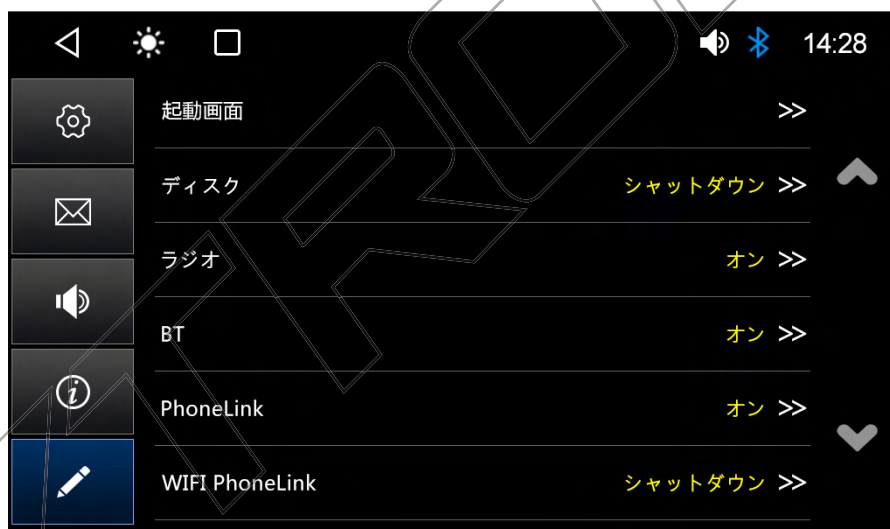 14:28
起動画面 >>
ディスク シャットダウン >>
ラジオ オン >>
BT オン >>
PhoneLink オン >>
WIFI PhoneLink シャットダウン >>